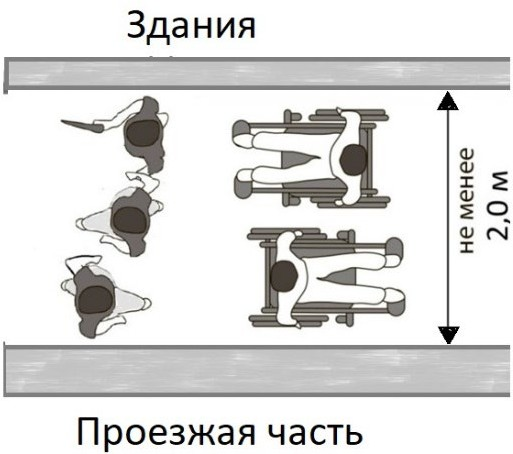 Здания
не менее
2,0 м
Проезжая часть